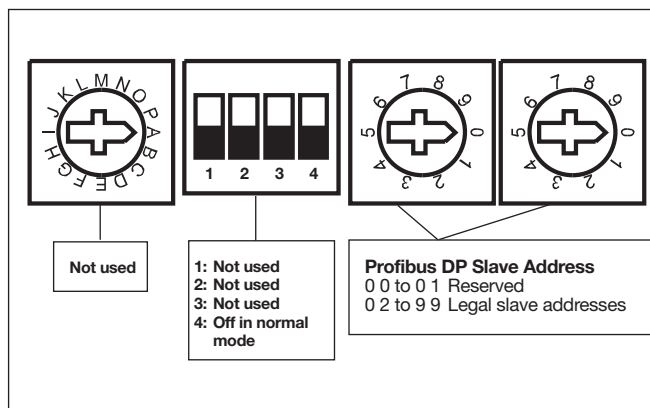 A B C D E F G H I J K L M N O P
1 2 3 4
0 1 2 3 4 5 6 7 8 9
0 1 2 3 4 5 6 7 8 9
Not used
1: Not used
2: Not used
3: Not used
4: Off in normal
mode
Profibus DP Slave Address
0 0 to 0 1 Reserved
0 2 to 9 9 Legal slave addresses